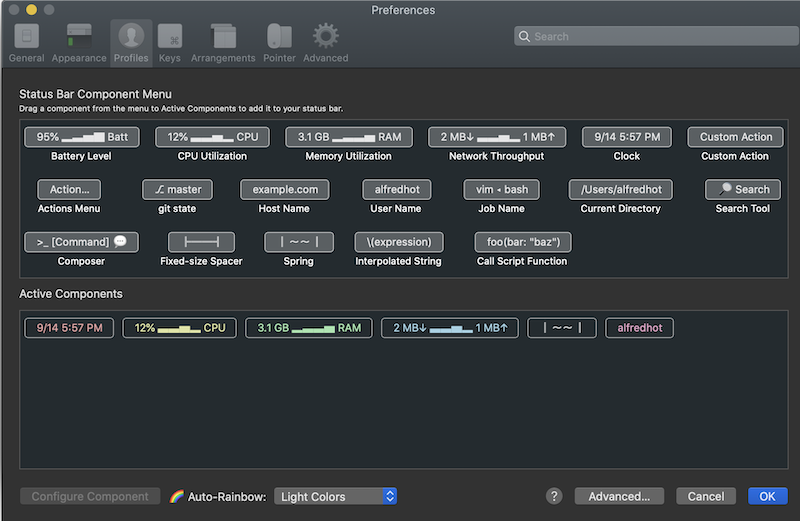 Preferences
General Appearance Profiles Keys Arrangements Pointer Advanced
Search
Status Bar Component Menu
Drag a component from the menu to Active Components to add it to your status bar.
95% Batt 12% CPU 3.1 GB RAM 2 MB↓ 1 MB↑ 9/14 5:57 PM Custom Action
Battery Level CPU Utilization Memory Utilization Network Throughput Clock Custom Action
Action... master example.com alfredhot vim ◂ bash /Users/alfredhot Search
Actions Menu git state Host Name User Name Job Name Current Directory Search Tool
>_ [Command] 💬 |~~| \(expression) foo(bar: "baz")
Composer Fixed-size Spacer Spring Interpolated String Call Script Function
Active Components
9/14 5:57 PM 12% CPU 3.1 GB RAM 2 MB↓ 1 MB↑ |~~| alfredhot
Configure Component 🌈 Auto-Rainbow: Light Colors ? Advanced... Cancel OK